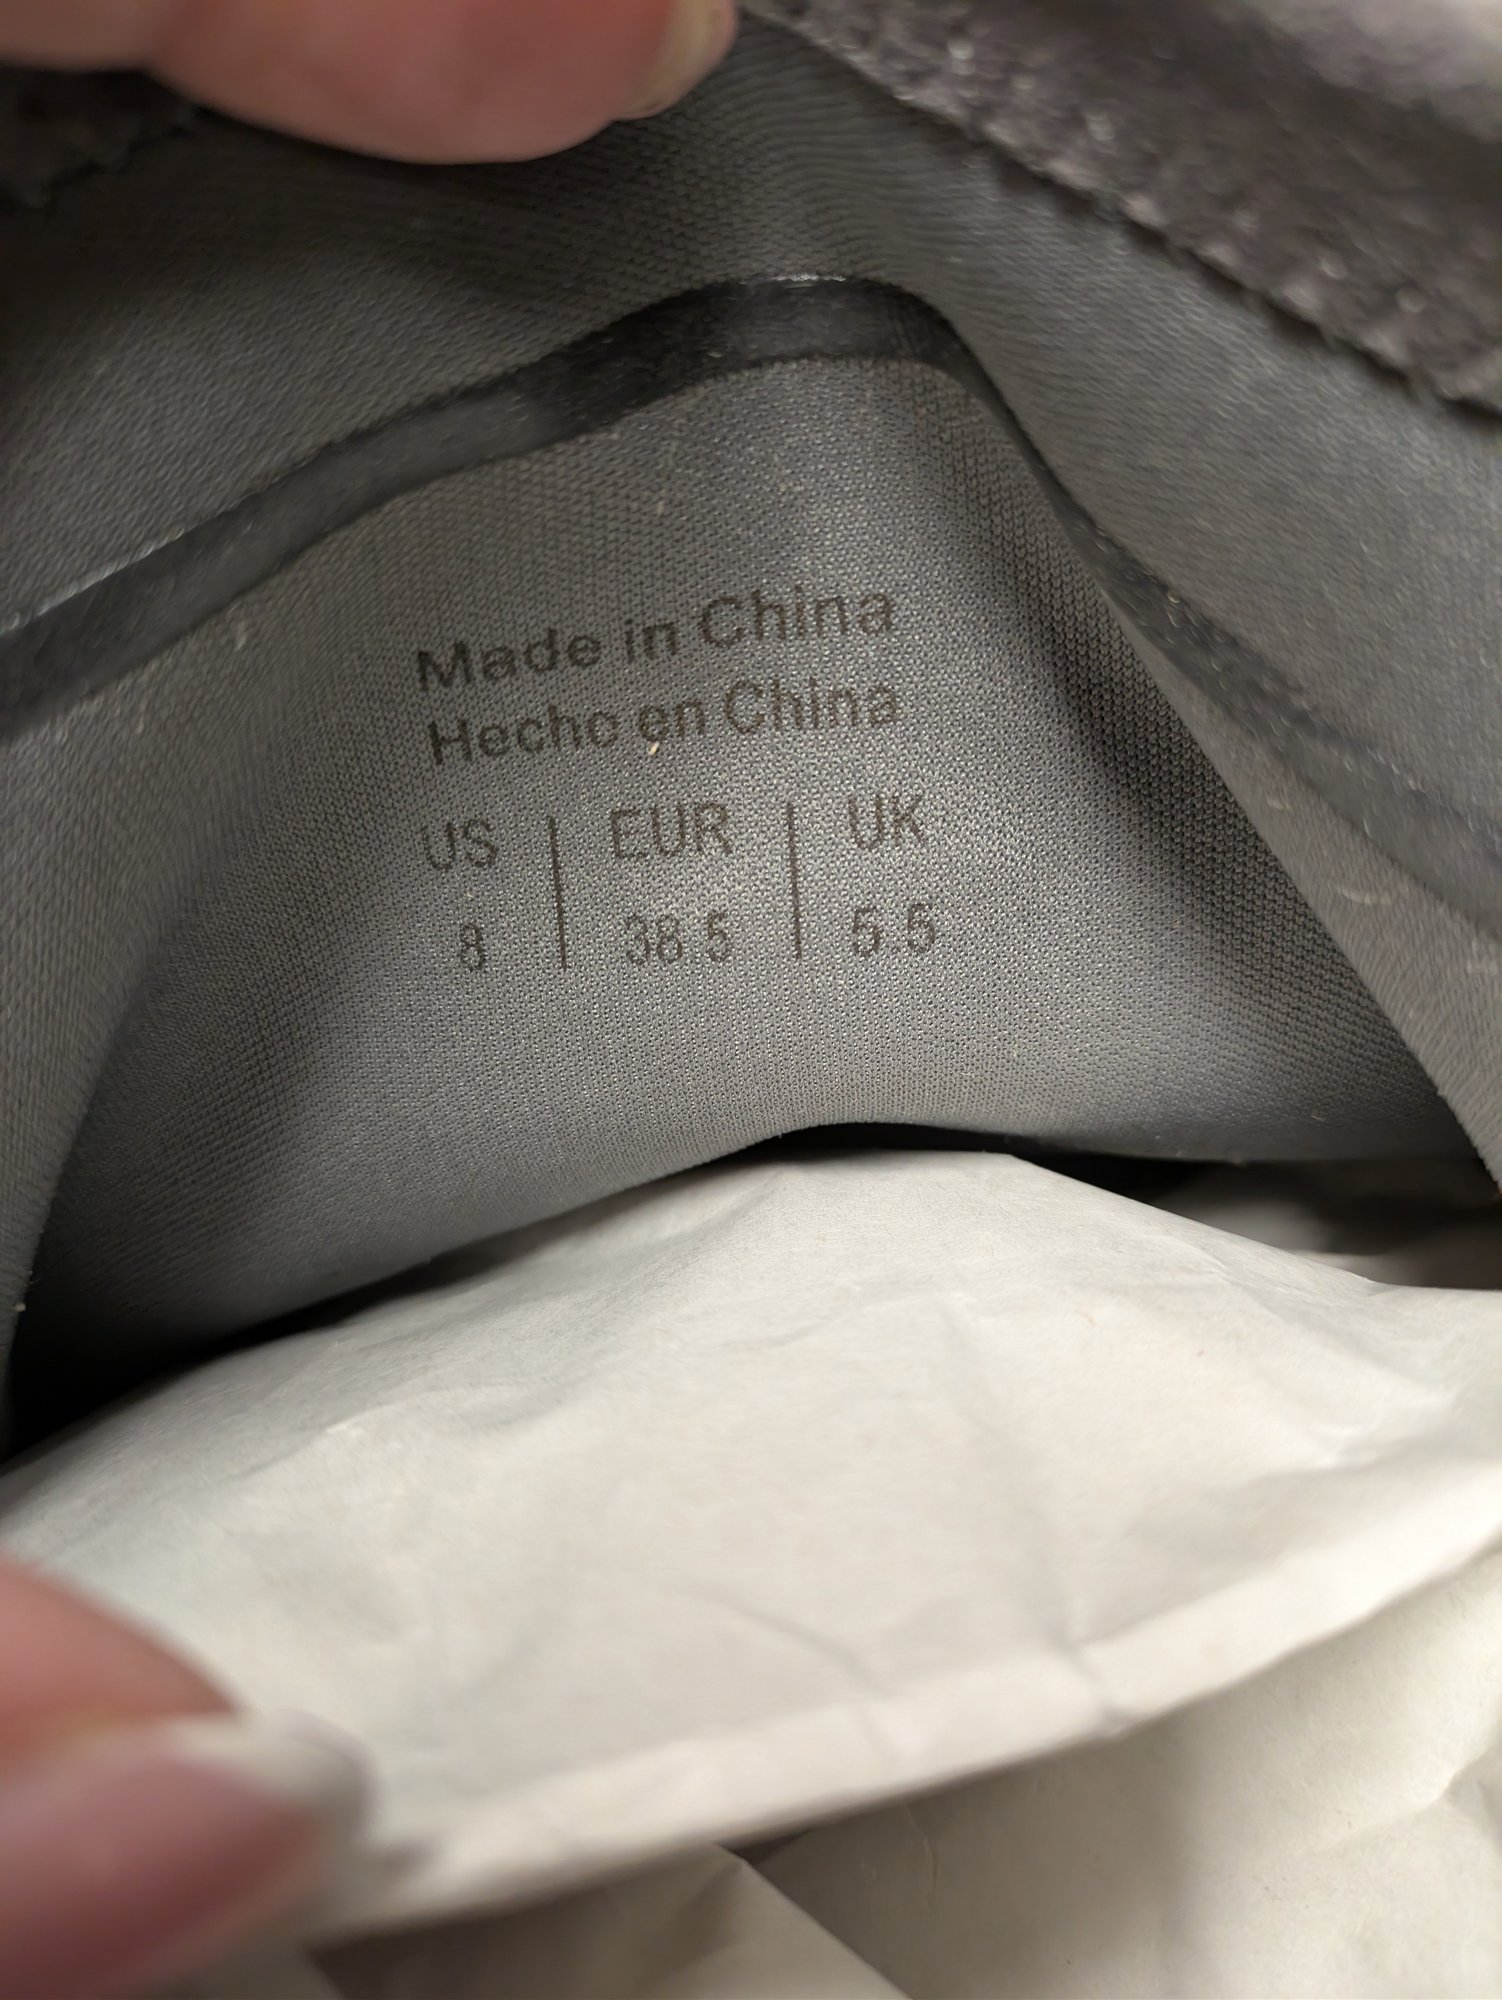 Made in China
Hecho en China
US | EUR | UK
8 | 38.5 | 5.5